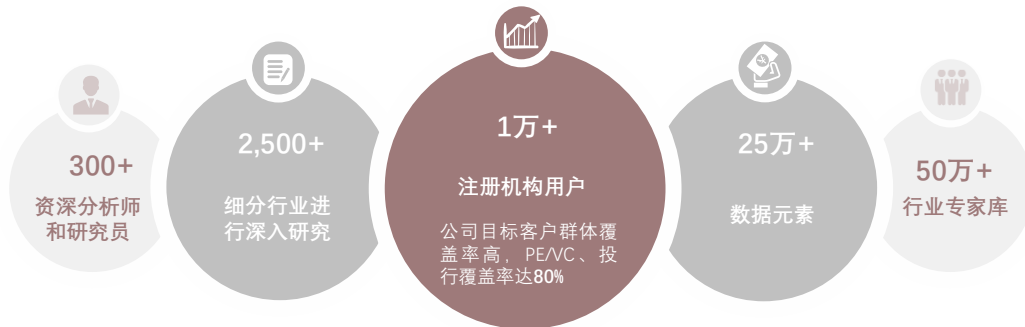 300+
资深分析师
和研究员
2,500+
细分行业进
行深入研究
1万+
注册机构用户
公司目标客户群体覆
盖率高，PE/VC、投
行覆盖率达80%
25万+
数据元素
50万+
行业专家库